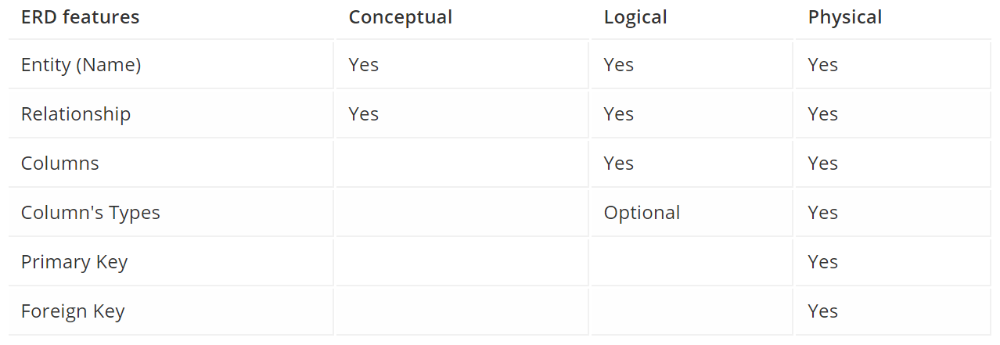 ERD features Conceptual Logical Physical
Entity (Name) Yes Yes Yes
Relationship Yes Yes Yes
Columns Yes Yes
Column's Types Optional Yes
Primary Key Yes
Foreign Key Yes